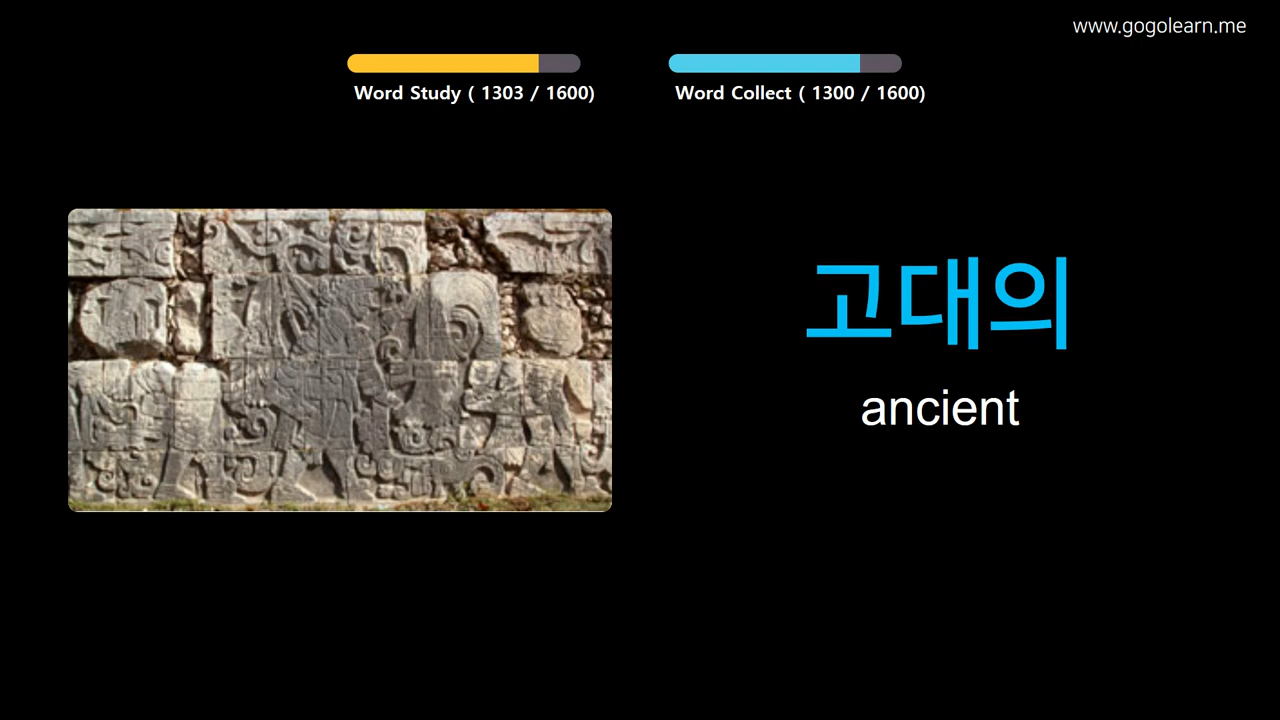 www.gogolearn.me
Word Study ( 1303 / 1600)
Word Collect ( 1300 / 1600)
고대의
ancient